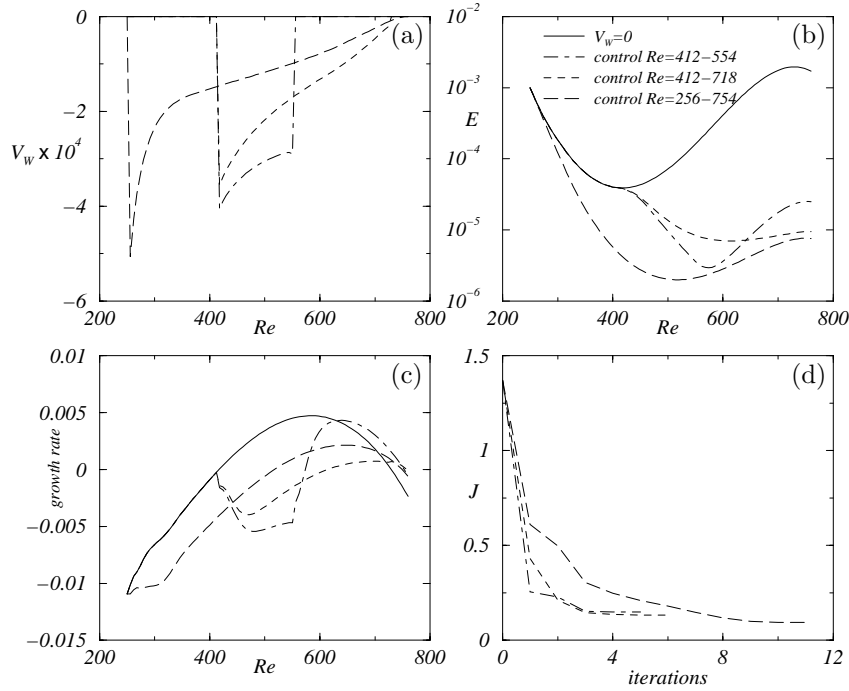 0
−2
−4
−6
V_W x 10^4
200
400
600
800
Re
(a)
10^−2
10^−3
10^−4
10^−5
10^−6
E
V_W=0
control Re=412−554
control Re=412−718
control Re=256−754
200
400
600
800
Re
(b)
0.01
0.005
0
−0.005
−0.01
−0.015
growth rate
200
400
600
800
Re
(c)
1.5
1
0.5
0
J
0
4
8
12
iterations
(d)